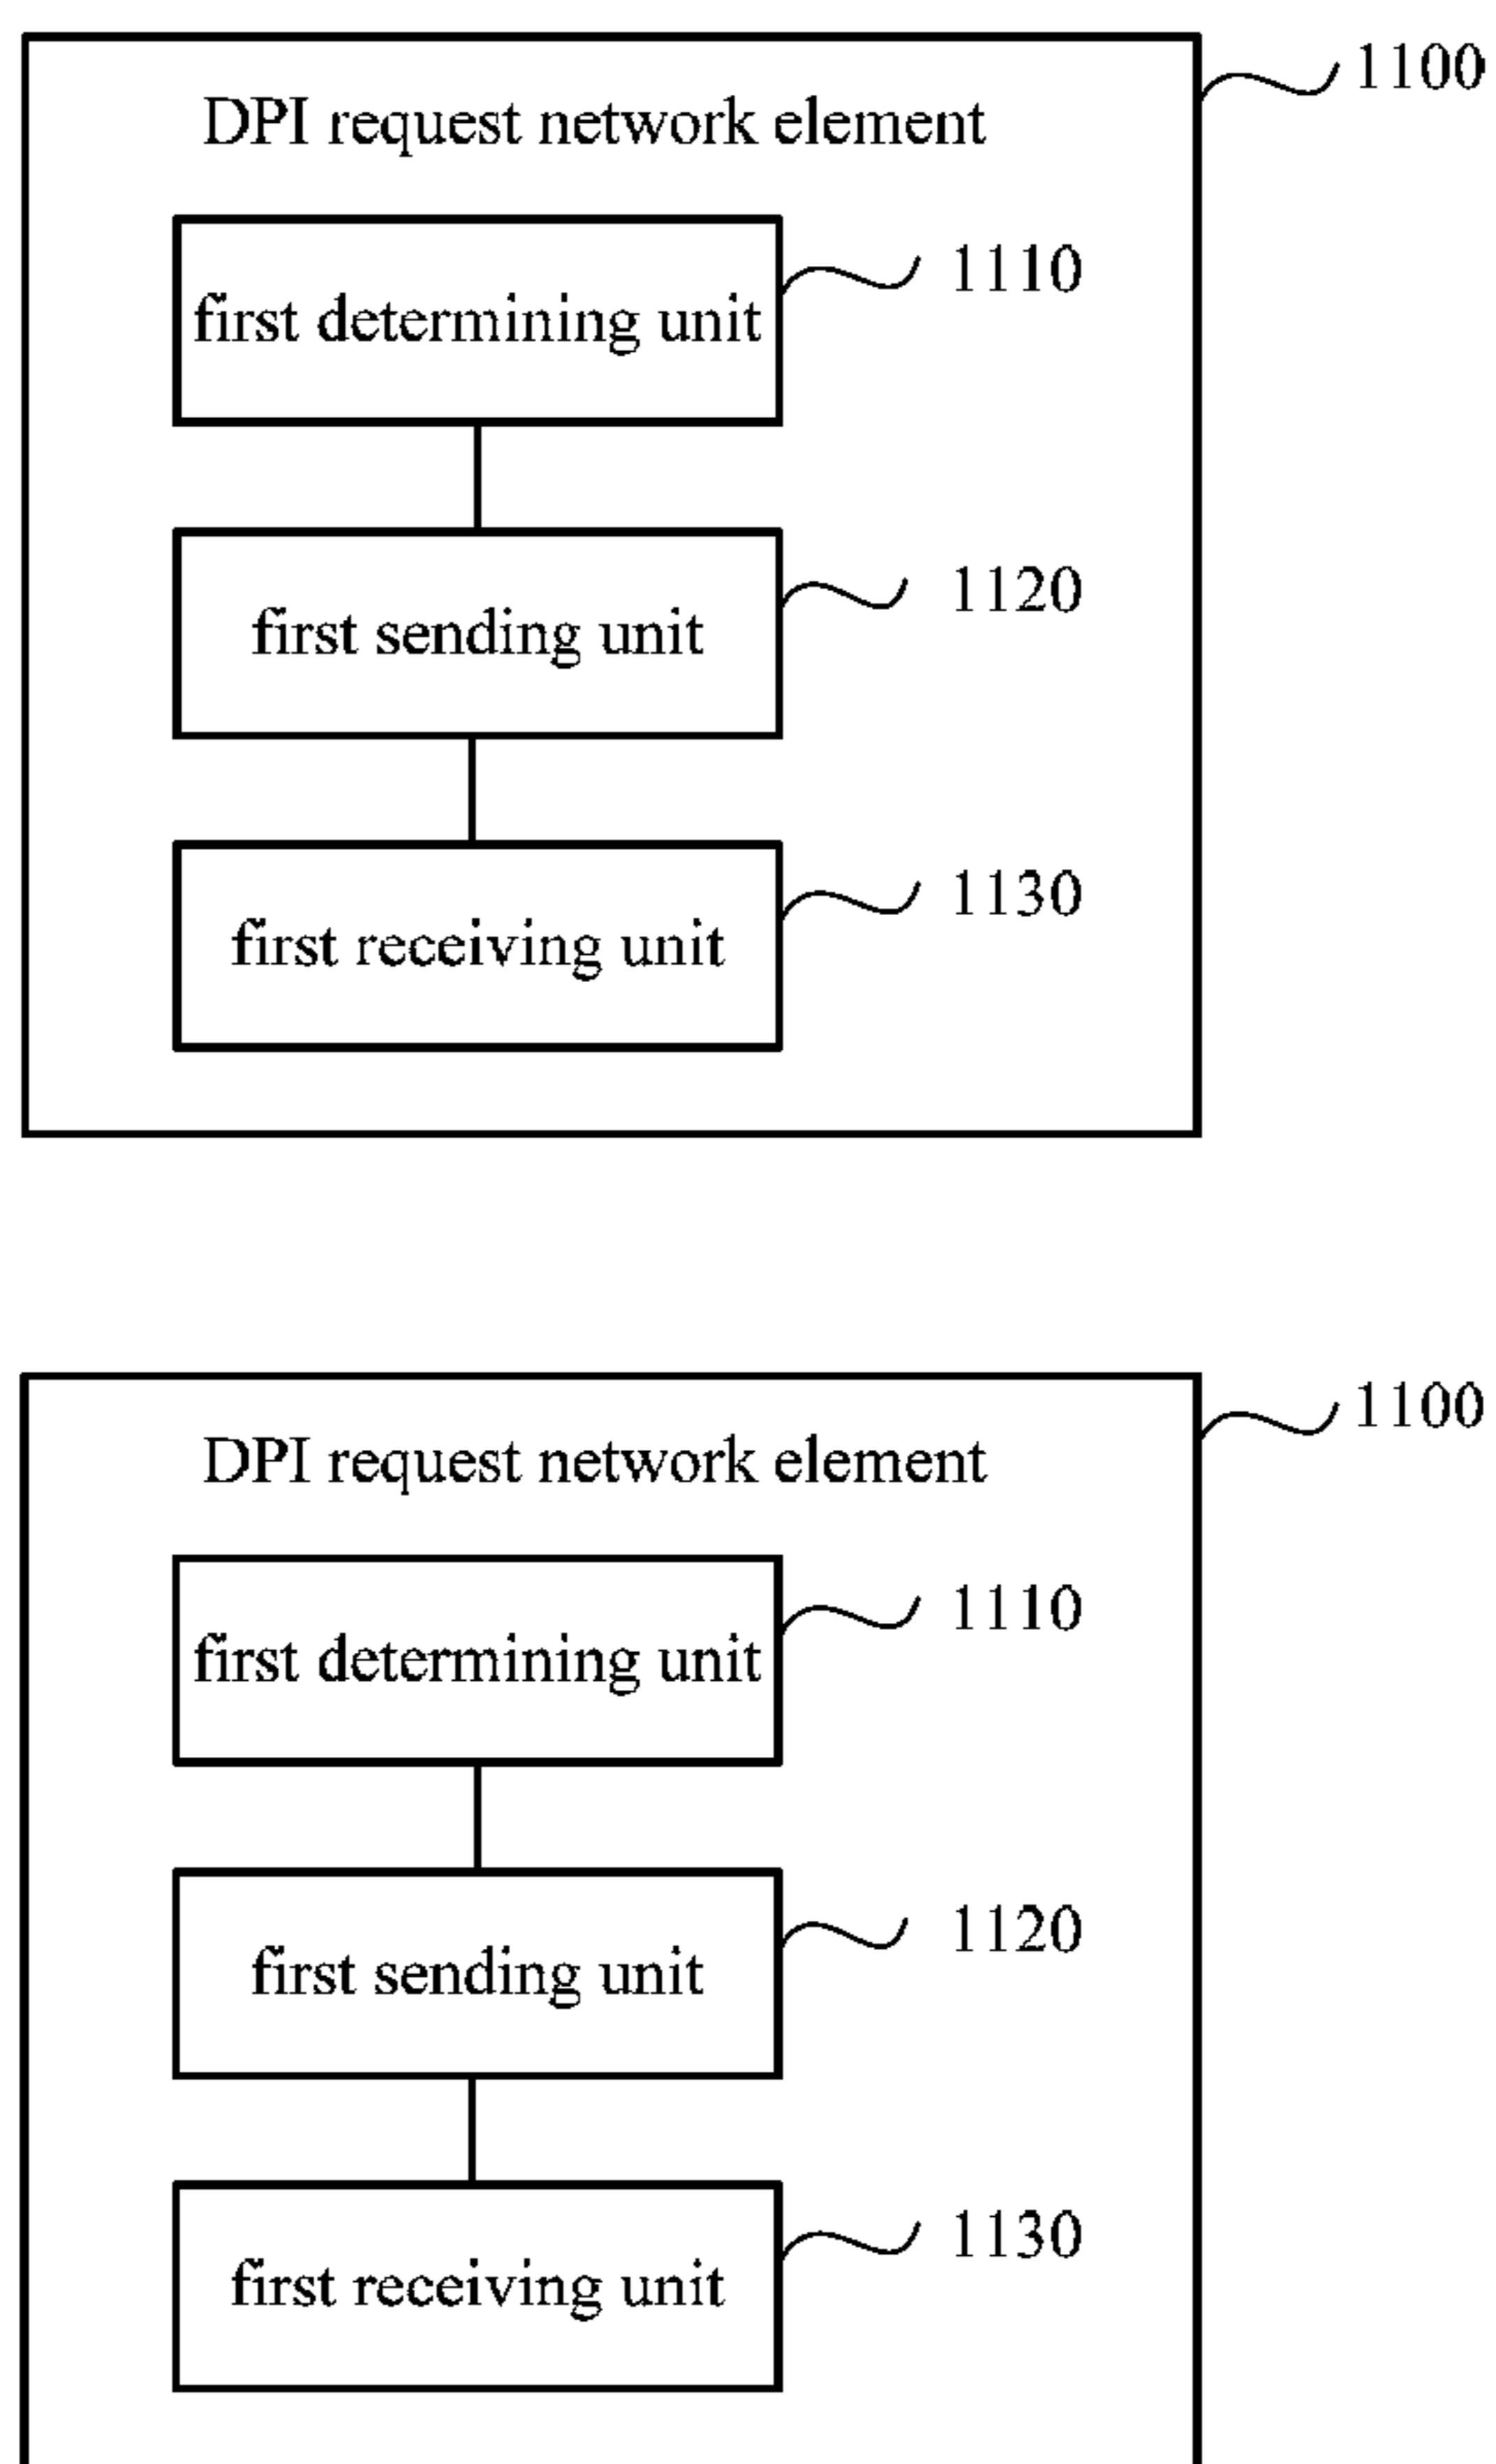 1100
DPI request network element
1110
first determining unit
1120
first sending unit
1130
first receiving unit
1100
DPI request network element
1110
first determining unit
1120
first sending unit
1130
first receiving unit